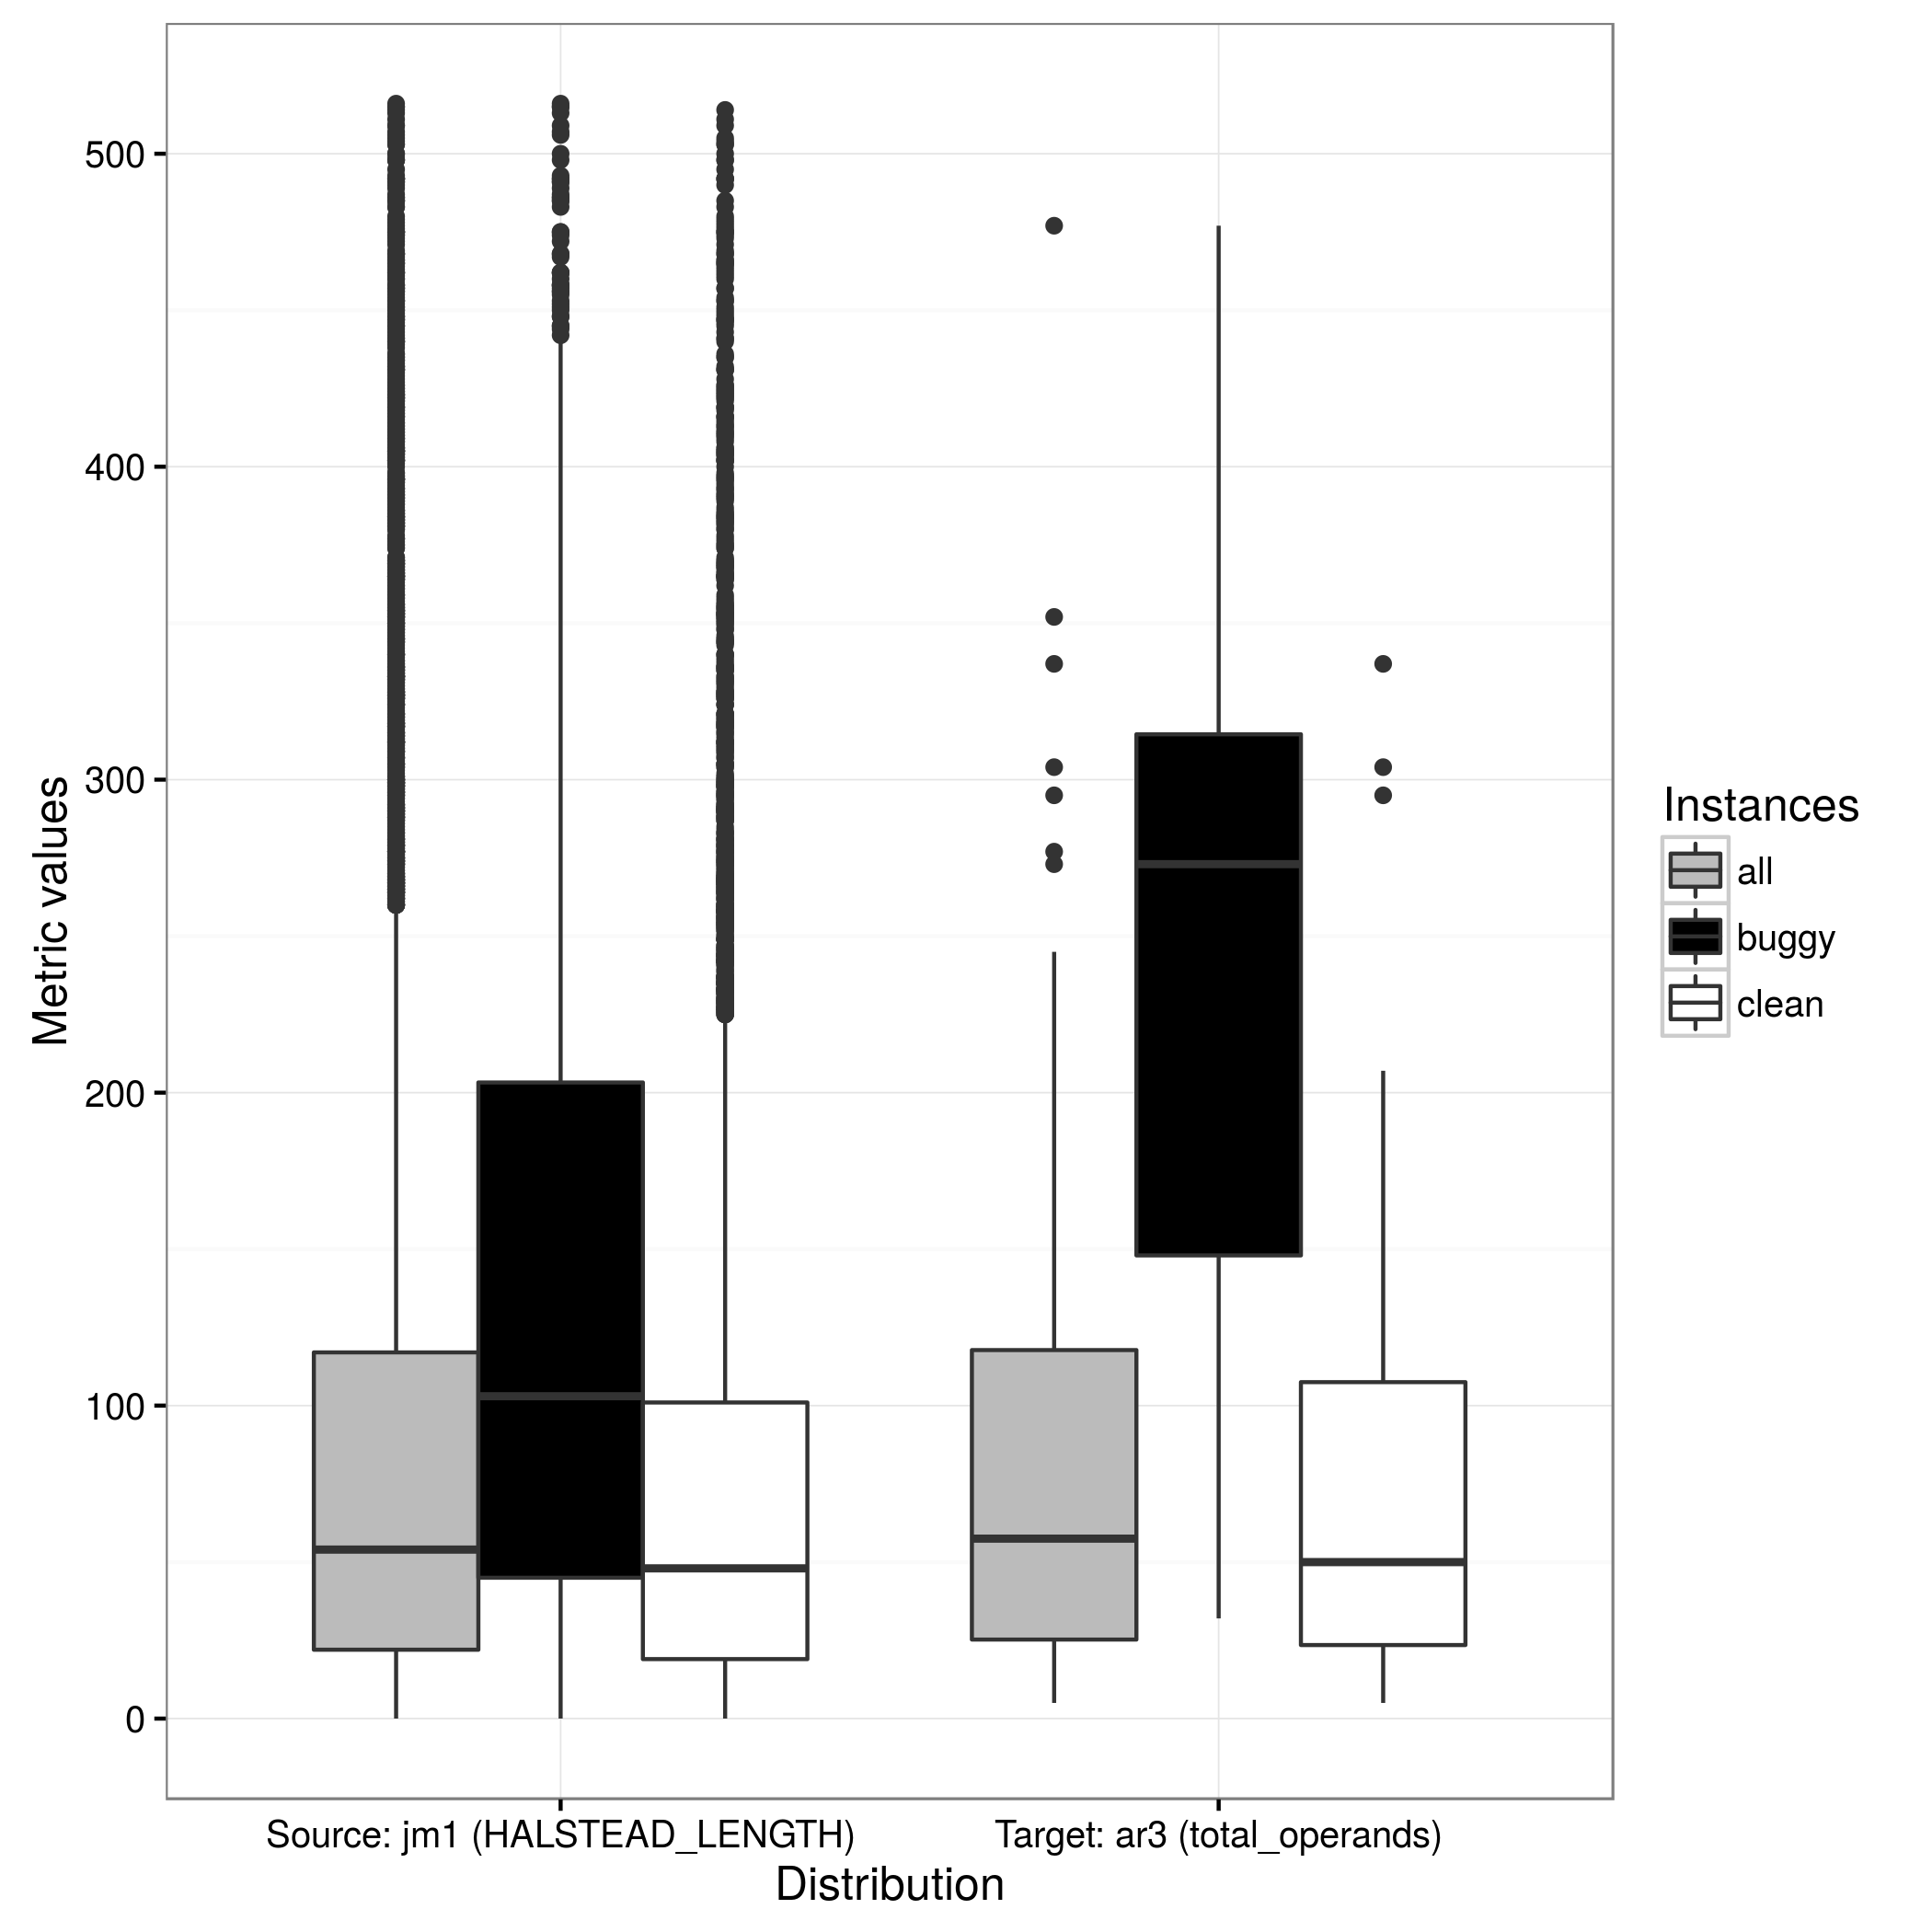 Metric values
500
400
300
200
100
0
Source: jm1 (HALSTEAD_LENGTH)
Target: ar3 (total_operands)
Distribution
Instances
all
buggy
clean